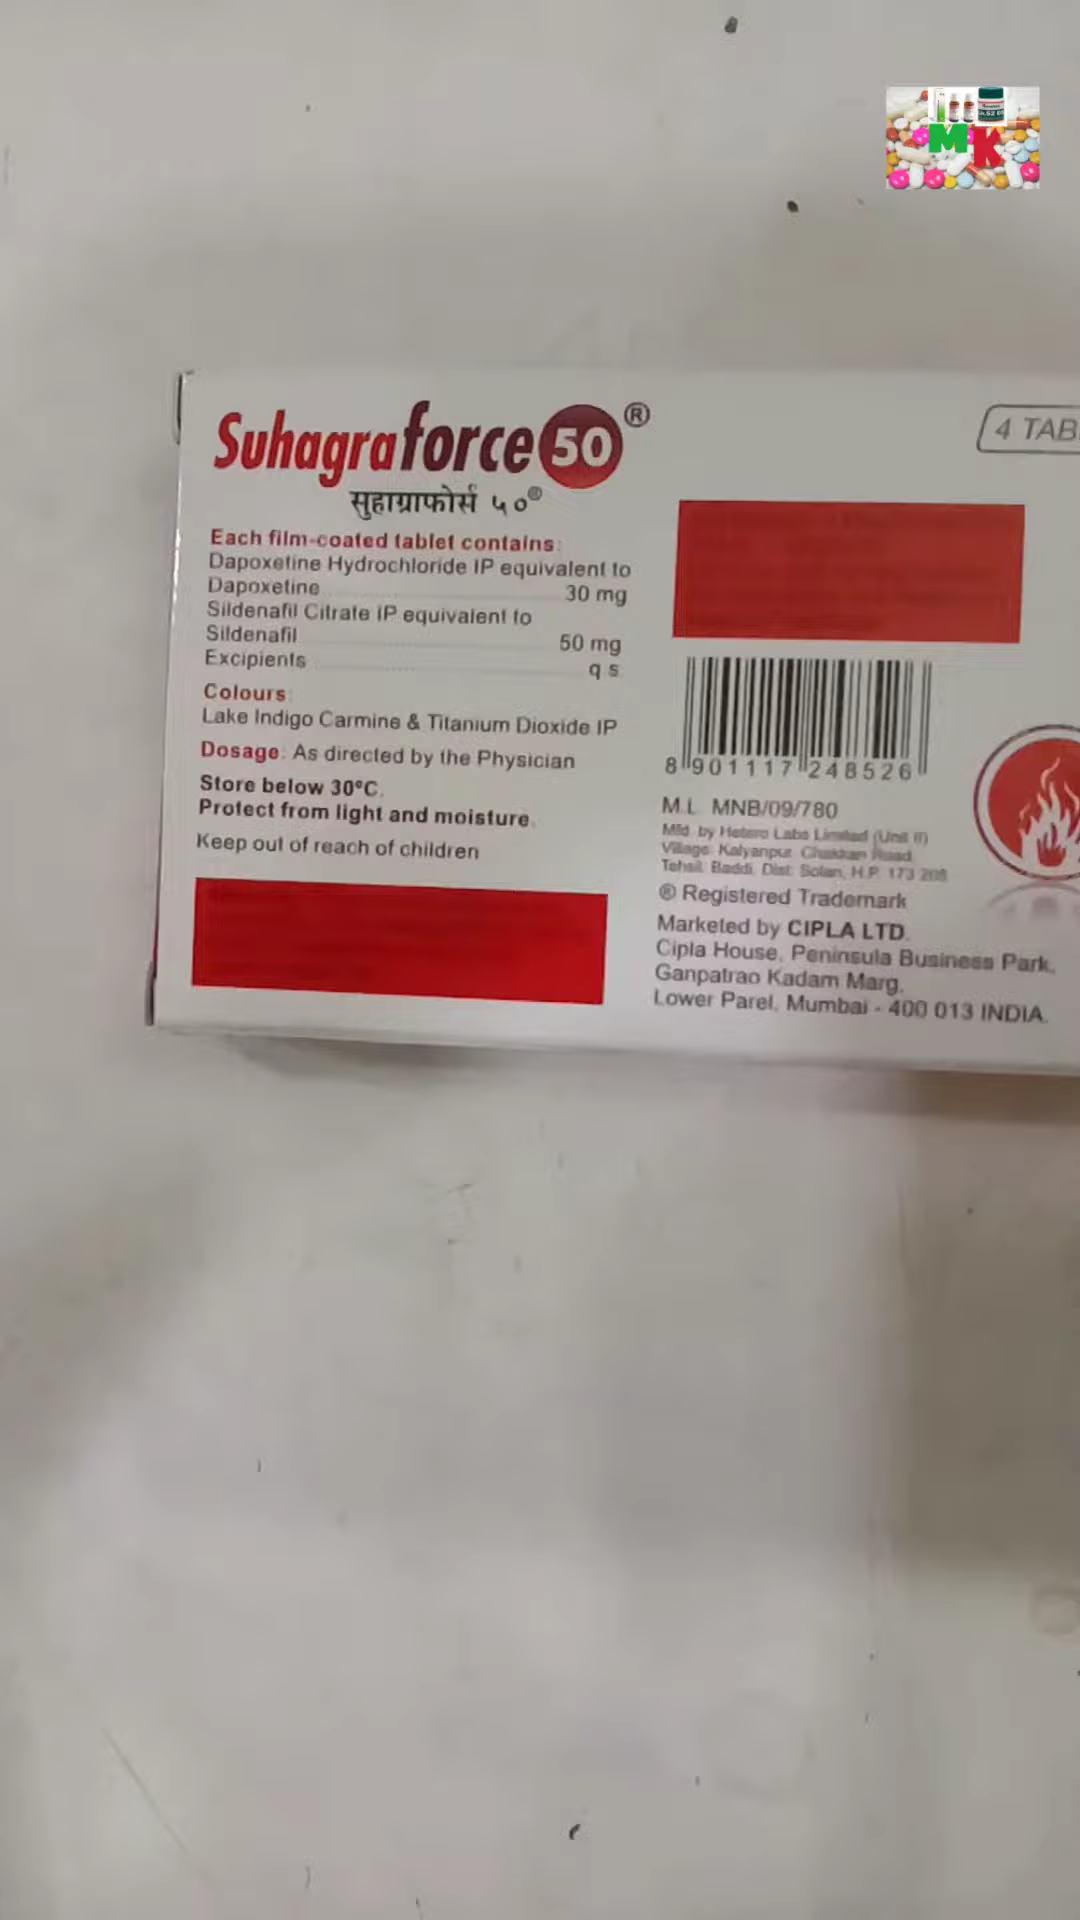 MK
Suhagraforce 50®
सुहाग्राफोर्स ५०®
4 TAB
Each film-coated tablet contains:
Dapoxetine Hydrochloride IP equivalent to
Dapoxetine 30 mg
Sildenafil Citrate IP equivalent to
Sildenafil 50 mg
Excipients q s
Colours:
Lake Indigo Carmine & Titanium Dioxide IP
Dosage: As directed by the Physician
Store below 30°C.
Protect from light and moisture.
Keep out of reach of children
8 901117 248526
M.L. MNB/09/780
Mfd. by Hetero Labs Limited (Unit II)
Village: Kalyanpur, Chakkan Road,
Tehsil: Baddi, Dist: Solan, H.P. 173 205
® Registered Trademark
Marketed by CIPLA LTD.
Cipla House, Peninsula Business Park,
Ganpatrao Kadam Marg,
Lower Parel, Mumbai - 400 013 INDIA.